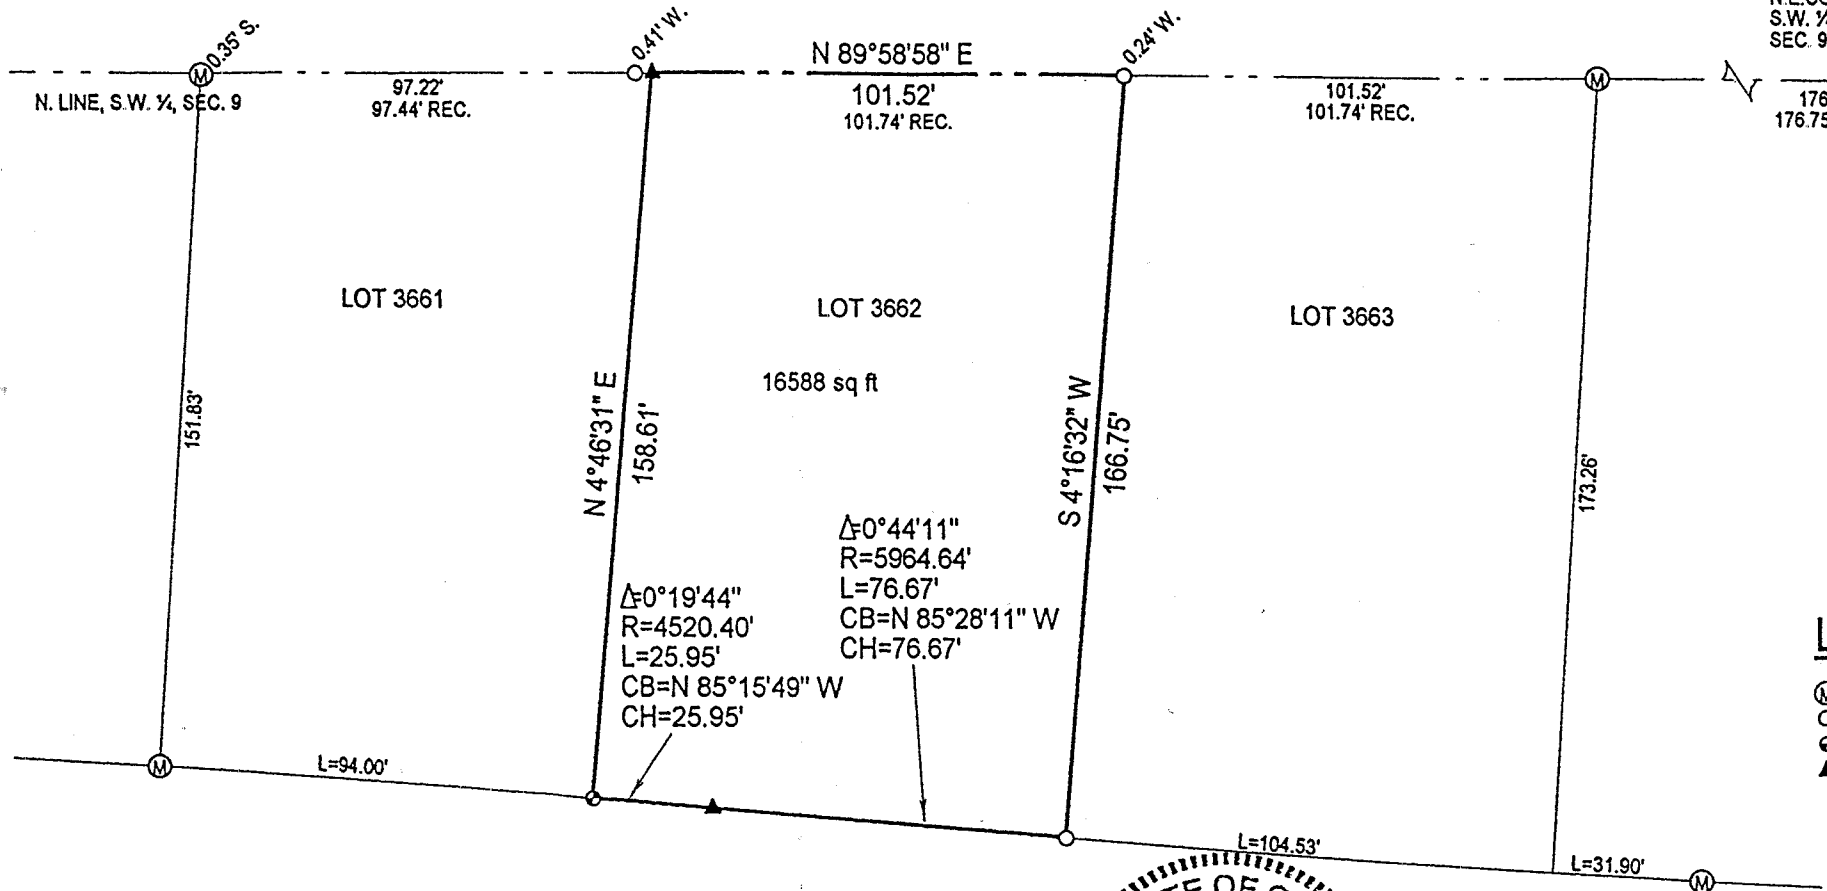 0.35' S.
0.41' W.
0.24' W.
S.W. ¼
SEC. 9
N 89°58'58" E
M
M
N. LINE, S.W. ¼, SEC. 9
97.22'
97.44' REC.
101.52'
101.74' REC.
101.52'
101.74' REC.
176
176.75
LOT 3661
LOT 3662
LOT 3663
16588 sq ft
151.83'
N 4°46'31" E
158.61'
S 4°16'32" W
166.75'
173.26'
Δ=0°44'11"
R=5964.64'
L=76.67'
CB=N 85°28'11" W
CH=76.67'
Δ=0°19'44"
R=4520.40'
L=25.95'
CB=N 85°15'49" W
CH=25.95'
L
M
M
L=94.00'
L=104.53'
L=31.90'
M
TE OF